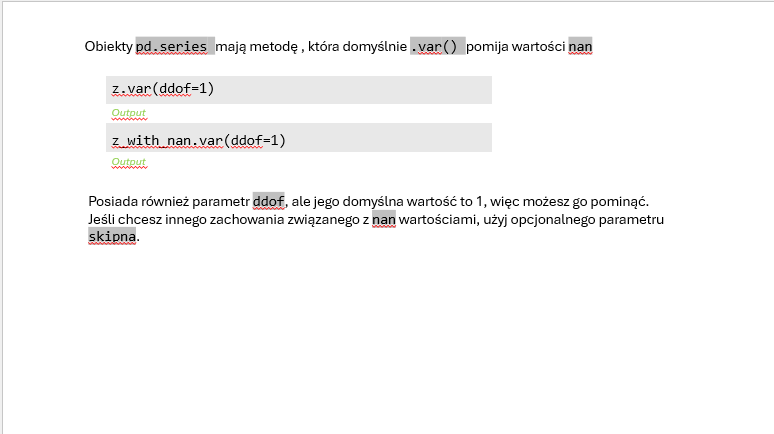 Obiekty pd.series mają metodę , która domyślnie .var() pomija wartości nan
z.var(ddof=1)
Output
z_with_nan.var(ddof=1)
Output
Posiada również parametr ddof, ale jego domyślna wartość to 1, więc możesz go pominąć.
Jeśli chcesz innego zachowania związanego z nan wartościami, użyj opcjonalnego parametru
skipna.